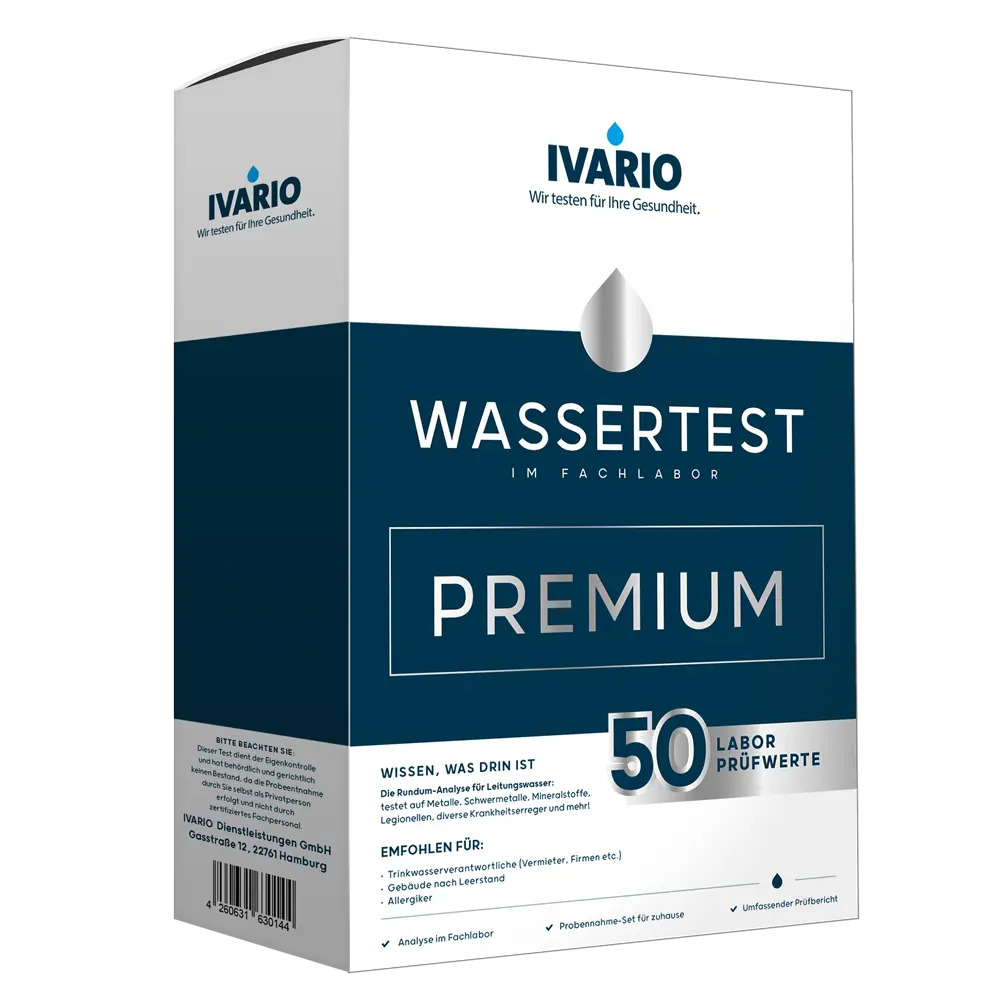 IVARIO
Wir testen für Ihre Gesundheit.
BITTE BEACHTEN SIE:
Dieser Test dient der Eigenkontrolle
und hat behördlich und gerichtlich
keinen Bestand, da die Probeentnahme
durch Sie selbst als Privatperson
erfolgt und nicht durch
zertifiziertes Fachpersonal.
IVARIO Dienstleistungen GmbH
Gasstraße 12, 22761 Hamburg
4 260631 630144
IVARIO
Wir testen für Ihre Gesundheit.
WASSERTEST
IM FACHLABOR
PREMIUM
50 LABOR
PRÜFWERTE
WISSEN, WAS DRIN IST
Die Rundum-Analyse für Leitungswasser:
testet auf Metalle, Schwermetalle, Mineralstoffe,
Legionellen, diverse Krankheitserreger und mehr!
EMFOHLEN FÜR:
· Trinkwasserverantwortliche (Vermieter, Firmen etc.)
· Gebäude nach Leerstand
· Allergiker
✓ Analyse im Fachlabor ✓ Probennahme-Set für zuhause ✓ Umfassender Prüfbericht